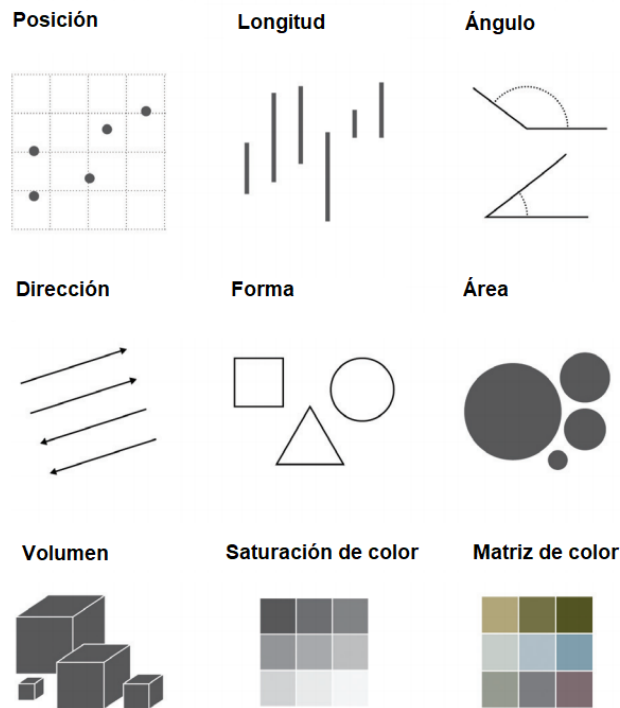 Posición
Longitud
Ángulo
Dirección
Forma
Área
Volumen
Saturación de color
Matriz de color